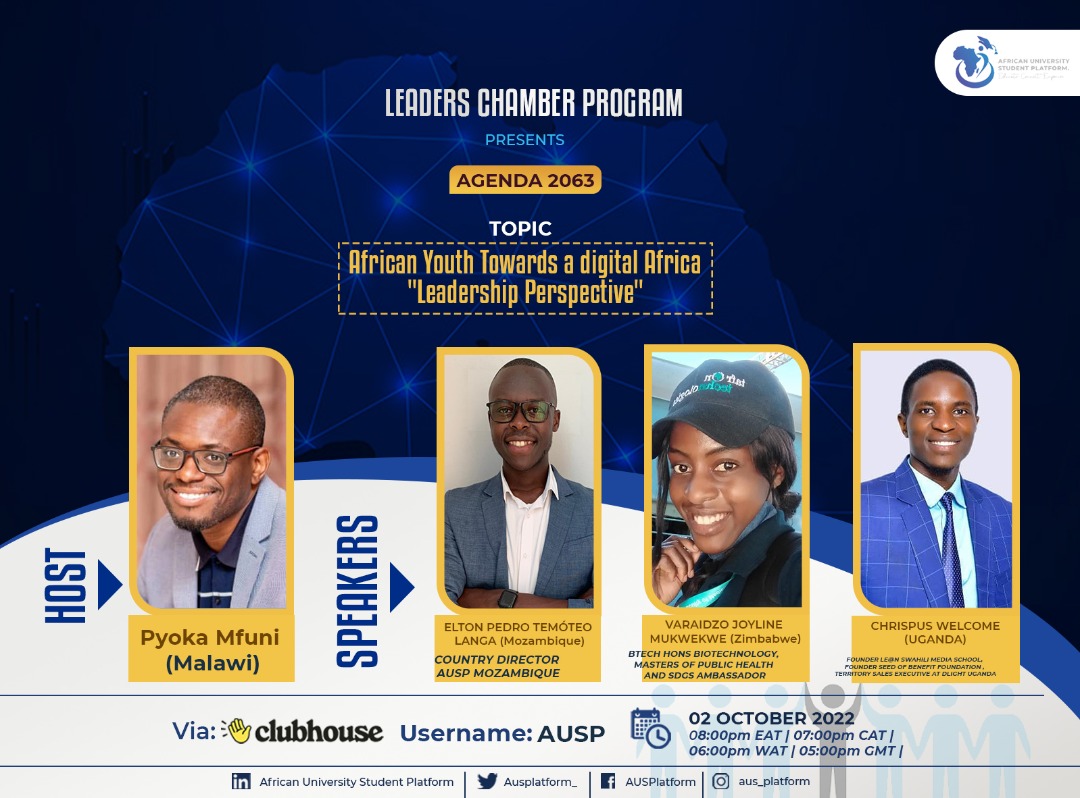 AFRICAN UNIVERSITY
STUDENT PLATFORM.
LEADERS CHAMBER PROGRAM
PRESENTS
AGENDA 2063
TOPIC
African Youth Towards a digital Africa
"Leadership Perspective"
HOST
Pyoka Mfuni
(Malawi)
SPEAKERS
ELTON PEDRO TEMÓTEO
LANGA (Mozambique)
COUNTRY DIRECTOR
AUSP MOZAMBIQUE
VARAIDZO JOYLINE
MUKWEKWE (Zimbabwe)
BTECH HONS BIOTECHNOLOGY,
MASTERS OF PUBLIC HEALTH
AND SDGS AMBASSADOR
CHRISPUS WELCOME
(UGANDA)
FOUNDER LE@N SWAHILI MEDIA SCHOOL,
FOUNDER SEED OF BENEFIT FOUNDATION ,
TERRITORY SALES EXECUTIVE AT DLIGHT UGANDA
Via: clubhouse Username: AUSP
02 OCTOBER 2022
08:00pm EAT | 07:00pm CAT |
06:00pm WAT | 05:00pm GMT |
African University Student Platform | Ausplatform_ | AUSPlatform | aus_platform